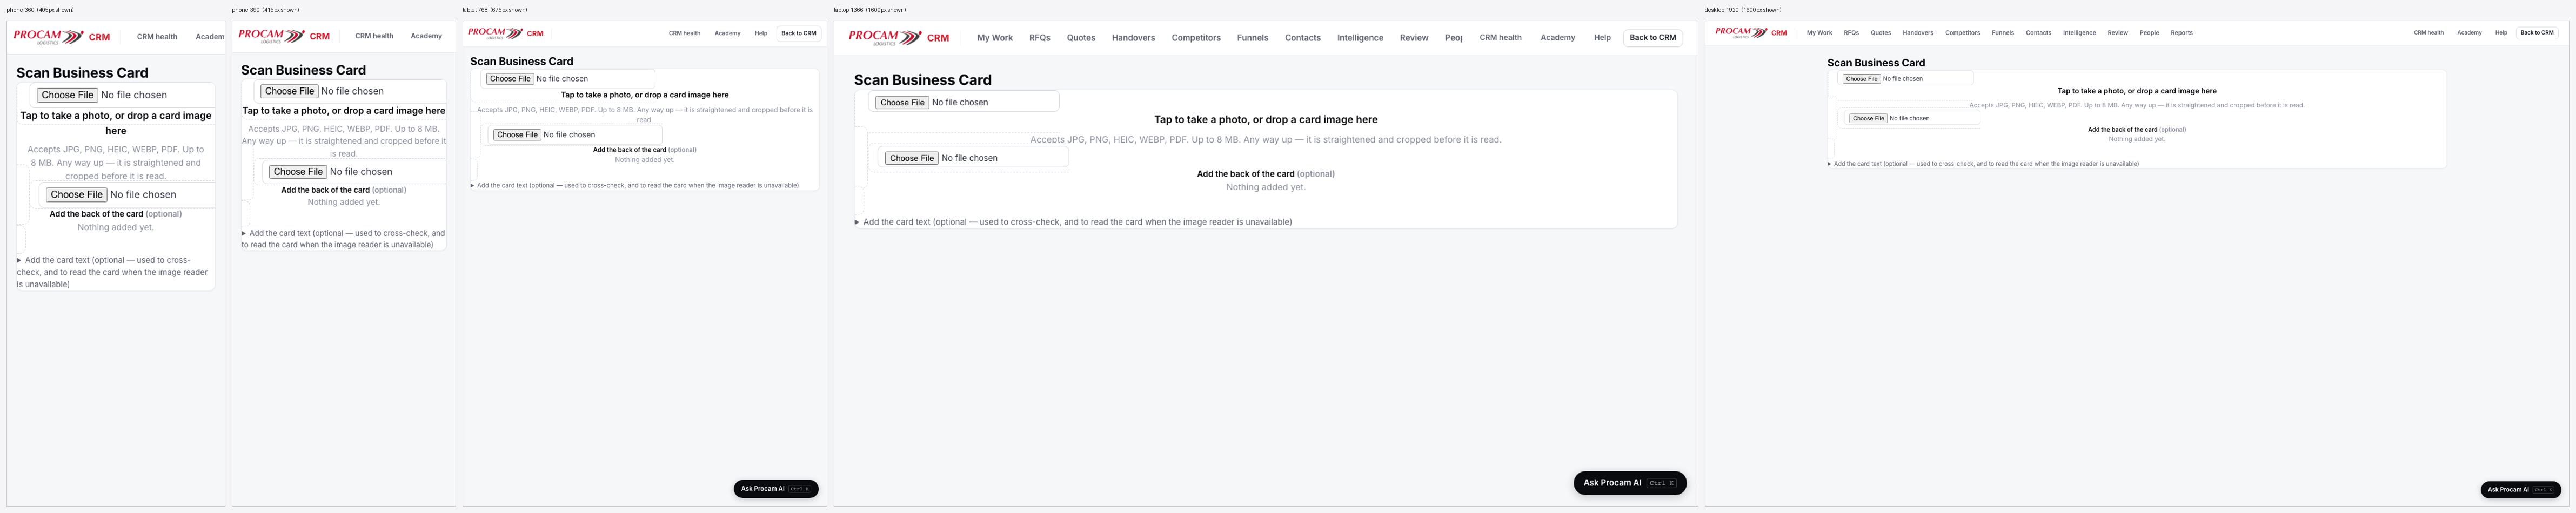 phone-360 (405px shown)
PROCAM LOGISTICS CRM CRM health Academ
Scan Business Card
Choose File No file chosen
Tap to take a photo, or drop a card image
here
Accepts JPG, PNG, HEIC, WEBP, PDF. Up to
8 MB. Any way up — it is straightened and
cropped before it is read.
Choose File No file chosen
Add the back of the card (optional)
Nothing added yet.
▶ Add the card text (optional — used to cross-
check, and to read the card when the image reader
is unavailable)
phone-390 (415px shown)
PROCAM LOGISTICS CRM CRM health Academy
Scan Business Card
Choose File No file chosen
Tap to take a photo, or drop a card image here
Accepts JPG, PNG, HEIC, WEBP, PDF. Up to 8 MB.
Any way up — it is straightened and cropped before it
is read.
Choose File No file chosen
Add the back of the card (optional)
Nothing added yet.
▶ Add the card text (optional — used to cross-check, and
to read the card when the image reader is unavailable)
tablet-768 (675px shown)
PROCAM LOGISTICS CRM CRM health Academy Help Back to CRM
Scan Business Card
Choose File No file chosen
Tap to take a photo, or drop a card image here
Accepts JPG, PNG, HEIC, WEBP, PDF. Up to 8 MB. Any way up — it is straightened and cropped before it is
read.
Choose File No file chosen
Add the back of the card (optional)
Nothing added yet.
▶ Add the card text (optional — used to cross-check, and to read the card when the image reader is unavailable)
Ask Procam AI Ctrl K
laptop-1366 (1600px shown)
PROCAM LOGISTICS CRM My Work RFQs Quotes Handovers Competitors Funnels Contacts Intelligence Review Peop CRM health Academy Help Back to CRM
Scan Business Card
Choose File No file chosen
Tap to take a photo, or drop a card image here
Accepts JPG, PNG, HEIC, WEBP, PDF. Up to 8 MB. Any way up — it is straightened and cropped before it is read.
Choose File No file chosen
Add the back of the card (optional)
Nothing added yet.
▶ Add the card text (optional — used to cross-check, and to read the card when the image reader is unavailable)
Ask Procam AI Ctrl K
desktop-1920 (1600px shown)
PROCAM LOGISTICS CRM My Work RFQs Quotes Handovers Competitors Funnels Contacts Intelligence Review People Reports CRM health Academy Help Back to CRM
Scan Business Card
Choose File No file chosen
Tap to take a photo, or drop a card image here
Accepts JPG, PNG, HEIC, WEBP, PDF. Up to 8 MB. Any way up — it is straightened and cropped before it is read.
Choose File No file chosen
Add the back of the card (optional)
Nothing added yet.
▶ Add the card text (optional — used to cross-check, and to read the card when the image reader is unavailable)
Ask Procam AI Ctrl K